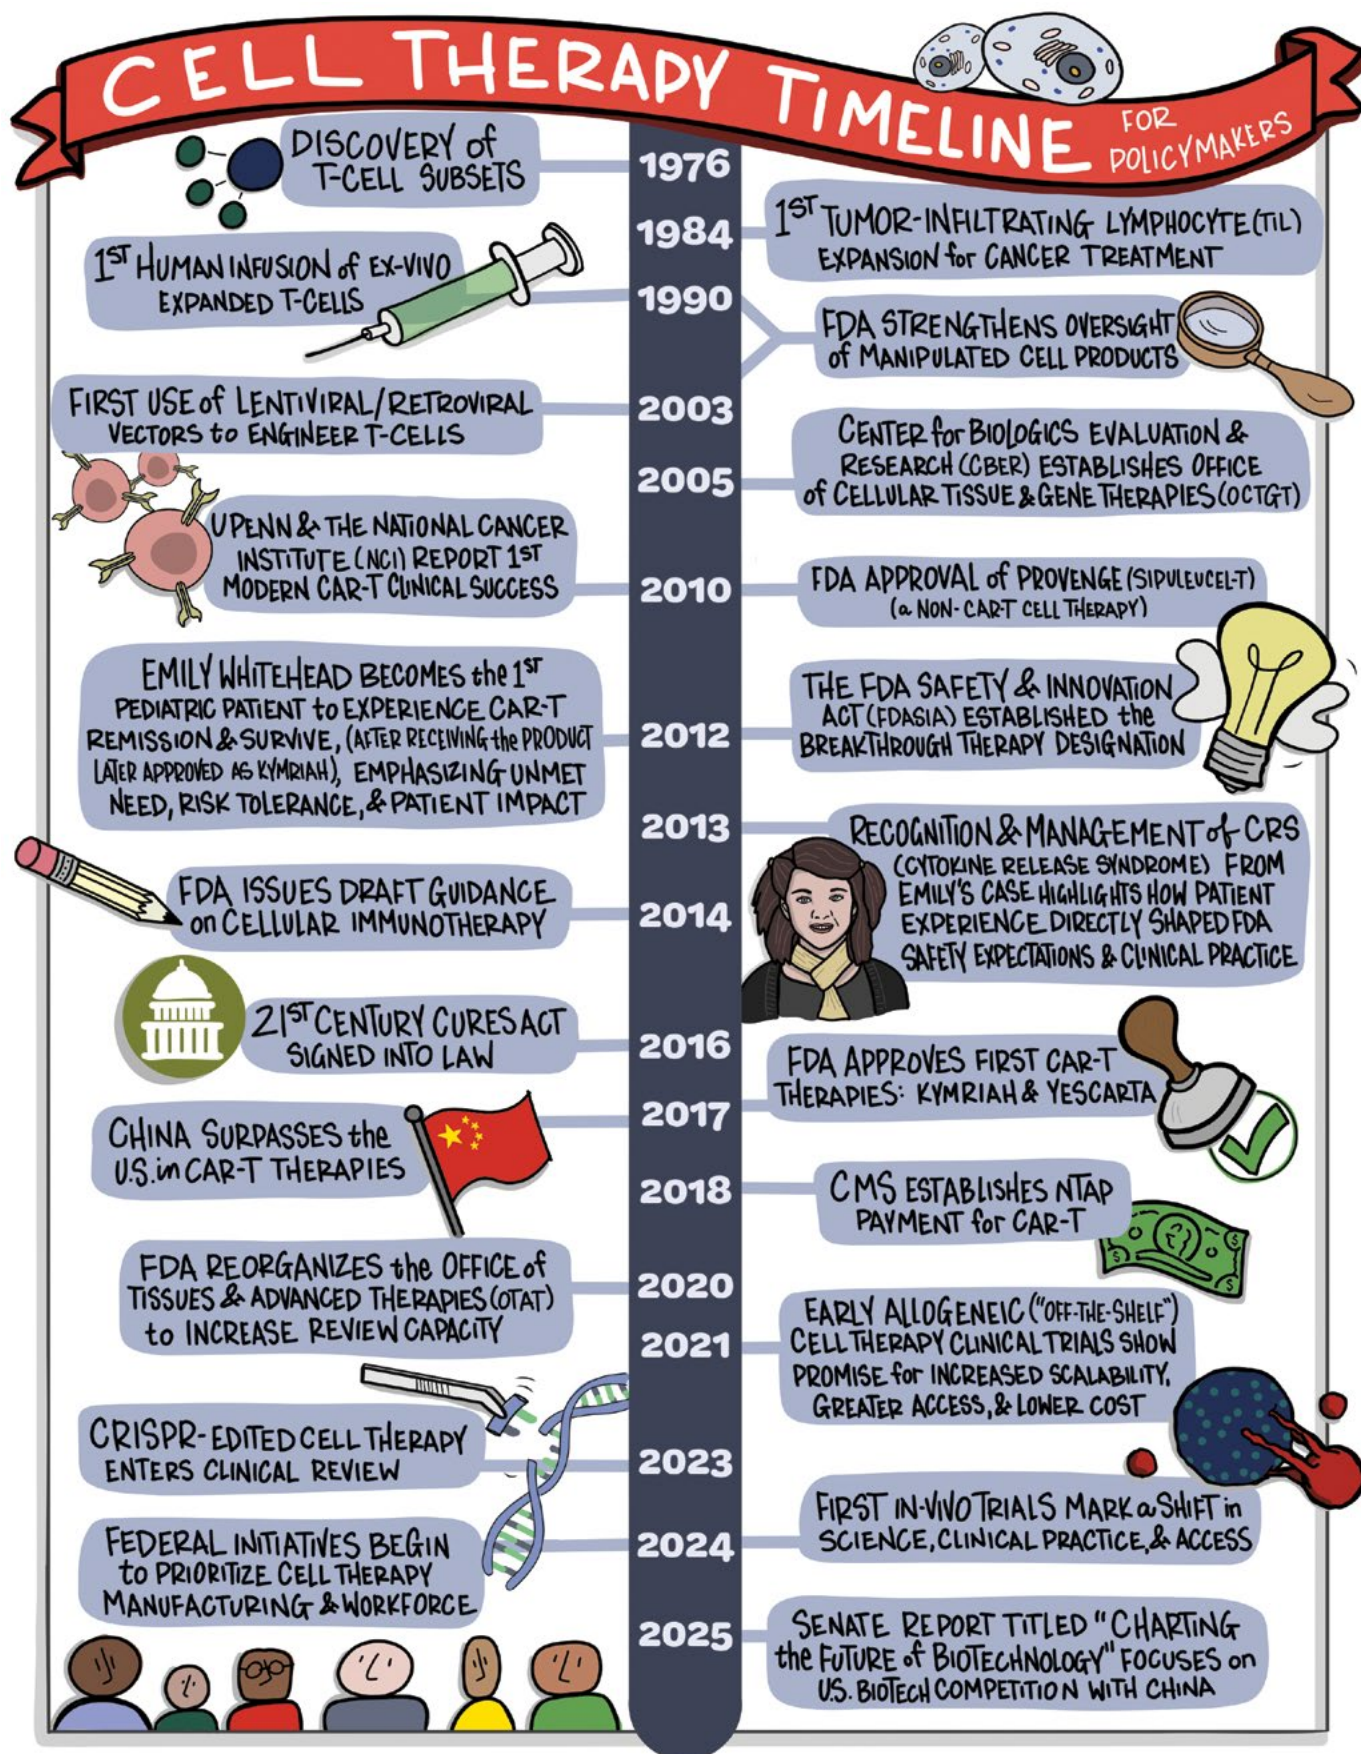 CELL THERAPY TIMELINE
FOR
POLICYMAKERS
DISCOVERY of
T-CELL SUBSETS
1976
1984
1ST TUMOR-INFILTRATING LYMPHOCYTE (TIL)
EXPANSION for CANCER TREATMENT
1ST HUMAN INFUSION of EX-VIVO
EXPANDED T-CELLS
1990
FDA STRENGTHENS OVERSIGHT
of MANIPULATED CELL PRODUCTS
FIRST USE of LENTIVIRAL/RETROVIRAL
VECTORS to ENGINEER T-CELLS
2003
2005
CENTER for BIOLOGICS EVALUATION &
RESEARCH (CBER) ESTABLISHES OFFICE
of CELLULAR TISSUE & GENE THERAPIES (OCTGT)
UPENN & THE NATIONAL CANCER
INSTITUTE (NCI) REPORT 1ST
MODERN CAR-T CLINICAL SUCCESS
2010
FDA APPROVAL of PROVENGE (SIPULEUCEL-T)
(a NON-CAR-T CELL THERAPY)
EMILY WHITEHEAD BECOMES the 1ST
PEDIATRIC PATIENT to EXPERIENCE CAR-T
REMISSION & SURVIVE, (AFTER RECEIVING the PRODUCT
LATER APPROVED AS KYMRIAH), EMPHASIZING UNMET
NEED, RISK TOLERANCE, & PATIENT IMPACT
2012
THE FDA SAFETY & INNOVATION
ACT (FDASIA) ESTABLISHED the
BREAKTHROUGH THERAPY DESIGNATION
2013
RECOGNITION & MANAGEMENT of CRS
(CYTOKINE RELEASE SYNDROME) FROM
EMILY'S CASE HIGHLIGHTS HOW PATIENT
EXPERIENCE DIRECTLY SHAPED FDA
SAFETY EXPECTATIONS & CLINICAL PRACTICE
FDA ISSUES DRAFT GUIDANCE
on CELLULAR IMMUNOTHERAPY
2014
21ST CENTURY CURES ACT
SIGNED INTO LAW
2016
FDA APPROVES FIRST CAR-T
THERAPIES: KYMRIAH & YESCARTA
2017
CHINA SURPASSES the
U.S. in CAR-T THERAPIES
2018
CMS ESTABLISHES NTAP
PAYMENT for CAR-T
FDA REORGANIZES the OFFICE of
TISSUES & ADVANCED THERAPIES (OTAT)
to INCREASE REVIEW CAPACITY
2020
2021
EARLY ALLOGENEIC ("OFF-THE-SHELF")
CELL THERAPY CLINICAL TRIALS SHOW
PROMISE for INCREASED SCALABILITY,
GREATER ACCESS, & LOWER COST
CRISPR-EDITED CELL THERAPY
ENTERS CLINICAL REVIEW
2023
FIRST IN-VIVO TRIALS MARK a SHIFT in
SCIENCE, CLINICAL PRACTICE, & ACCESS
2024
FEDERAL INITIATIVES BEGIN
to PRIORITIZE CELL THERAPY
MANUFACTURING & WORKFORCE
2025
SENATE REPORT TITLED "CHARTING
the FUTURE of BIOTECHNOLOGY" FOCUSES on
U.S. BIOTECH COMPETITION WITH CHINA